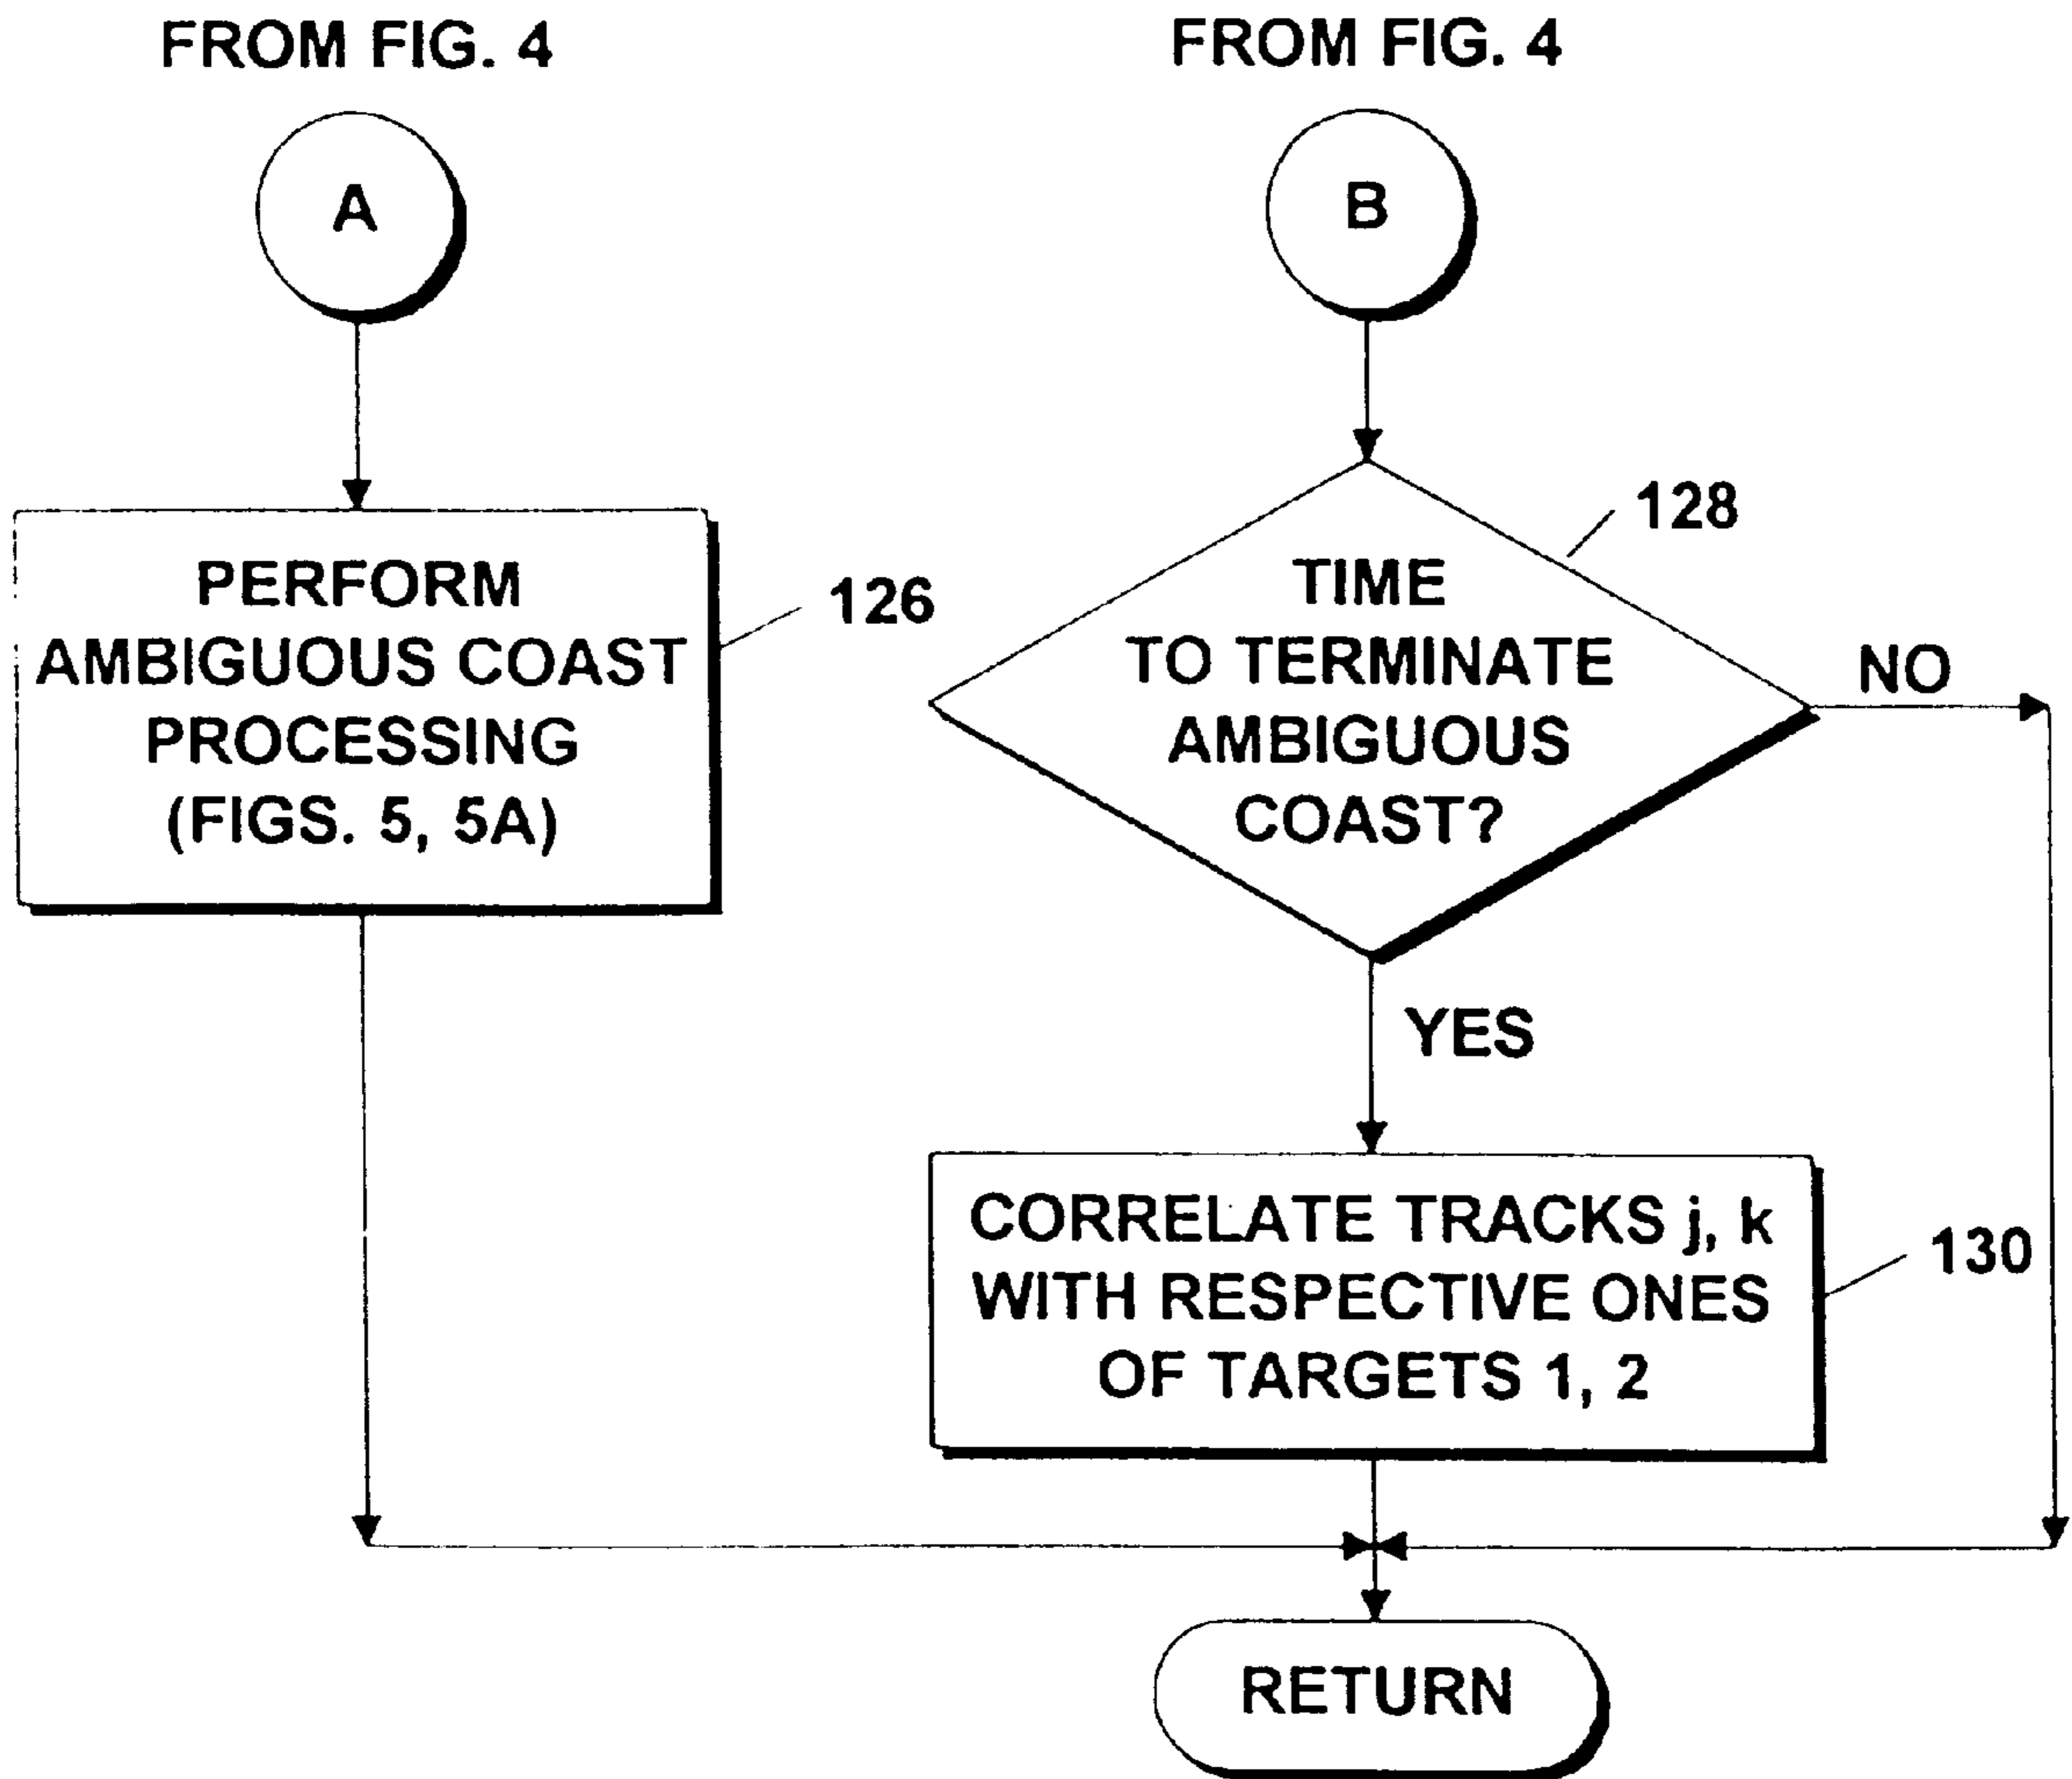 FROM FIG. 4
A
PERFORM
AMBIGUOUS COAST
PROCESSING
(FIGS. 5, 5A)
126
FROM FIG. 4
B
128
TIME
TO TERMINATE
AMBIGUOUS
COAST?
NO
YES
CORRELATE TRACKS j, k
WITH RESPECTIVE ONES
OF TARGETS 1, 2
130
RETURN